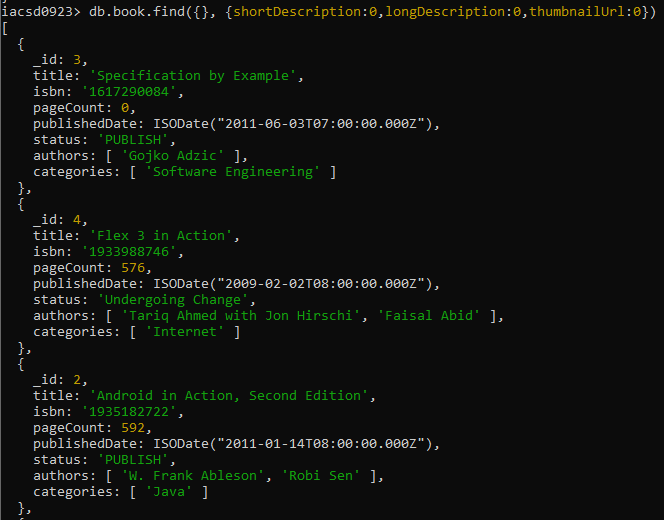 iacsd0923> db.book.find({}, {shortDescription:0,longDescription:0,thumbnailUrl:0})
[
  {
    _id: 3,
    title: 'Specification by Example',
    isbn: '1617290084',
    pageCount: 0,
    publishedDate: ISODate("2011-06-03T07:00:00.000Z"),
    status: 'PUBLISH',
    authors: [ 'Gojko Adzic' ],
    categories: [ 'Software Engineering' ]
  },
  {
    _id: 4,
    title: 'Flex 3 in Action',
    isbn: '1933988746',
    pageCount: 576,
    publishedDate: ISODate("2009-02-02T08:00:00.000Z"),
    status: 'Undergoing Change',
    authors: [ 'Tariq Ahmed with Jon Hirschi', 'Faisal Abid' ],
    categories: [ 'Internet' ]
  },
  {
    _id: 2,
    title: 'Android in Action, Second Edition',
    isbn: '1935182722',
    pageCount: 592,
    publishedDate: ISODate("2011-01-14T08:00:00.000Z"),
    status: 'PUBLISH',
    authors: [ 'W. Frank Ableson', 'Robi Sen' ],
    categories: [ 'Java' ]
  },